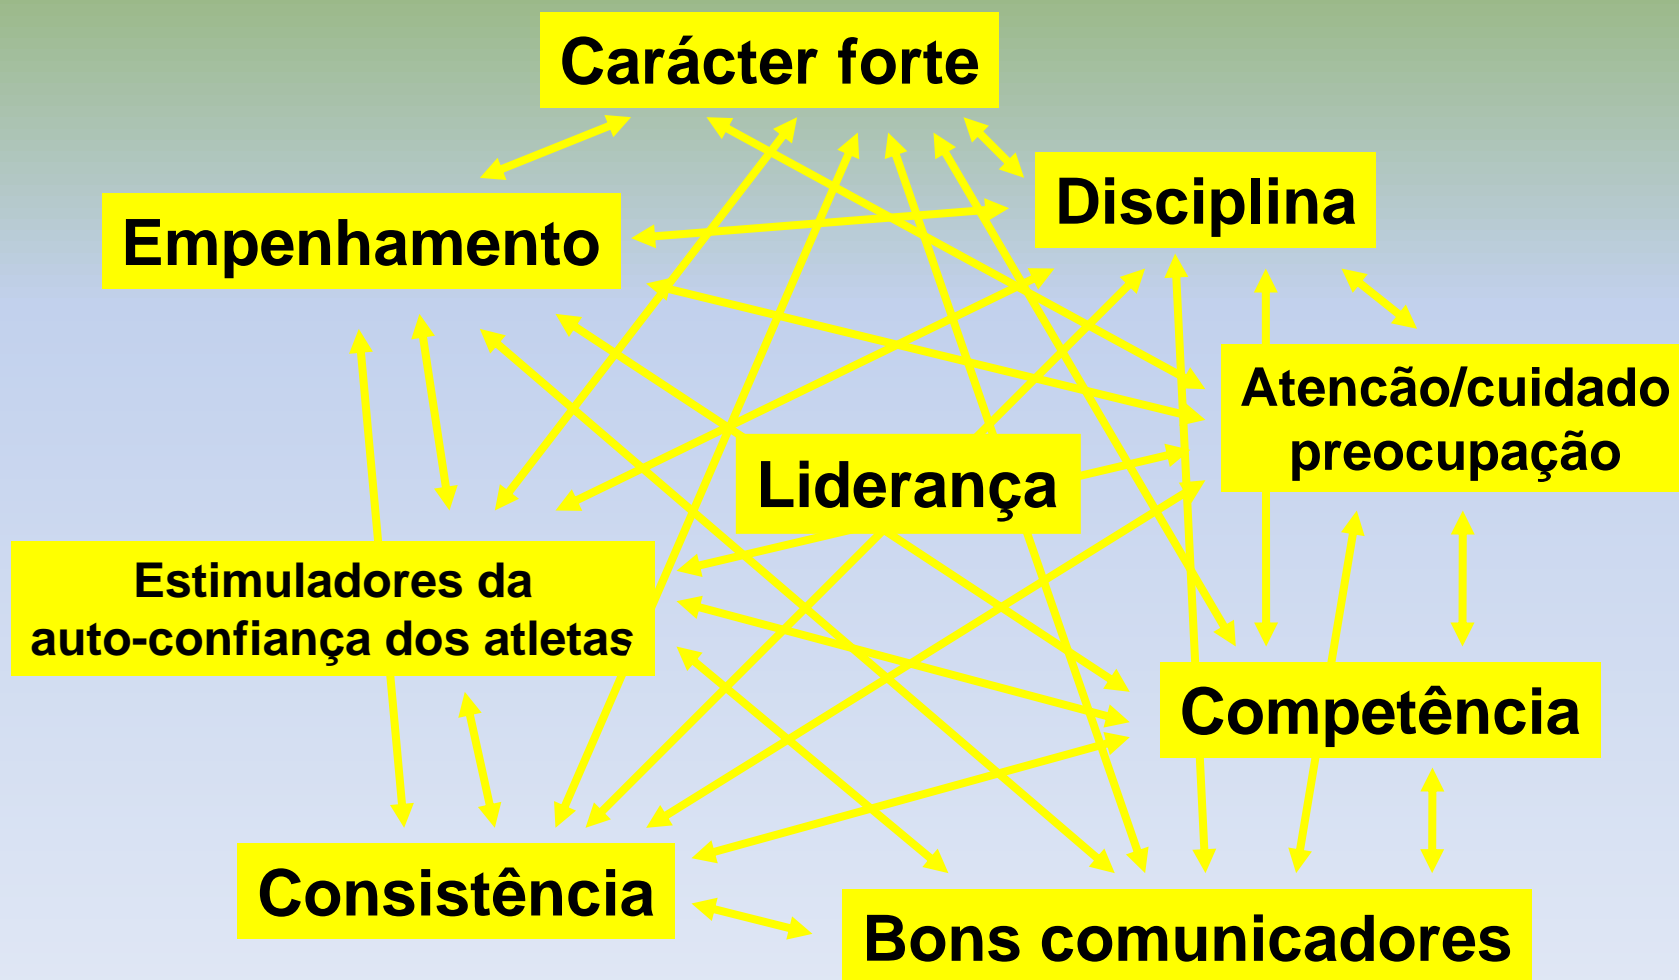 Carácter forte
Disciplina
Empenhamento
Atencão/cuidado
preocupação
Liderança
Estimuladores da
auto-confiança dos atletas
Competência
Consistência
Bons comunicadores